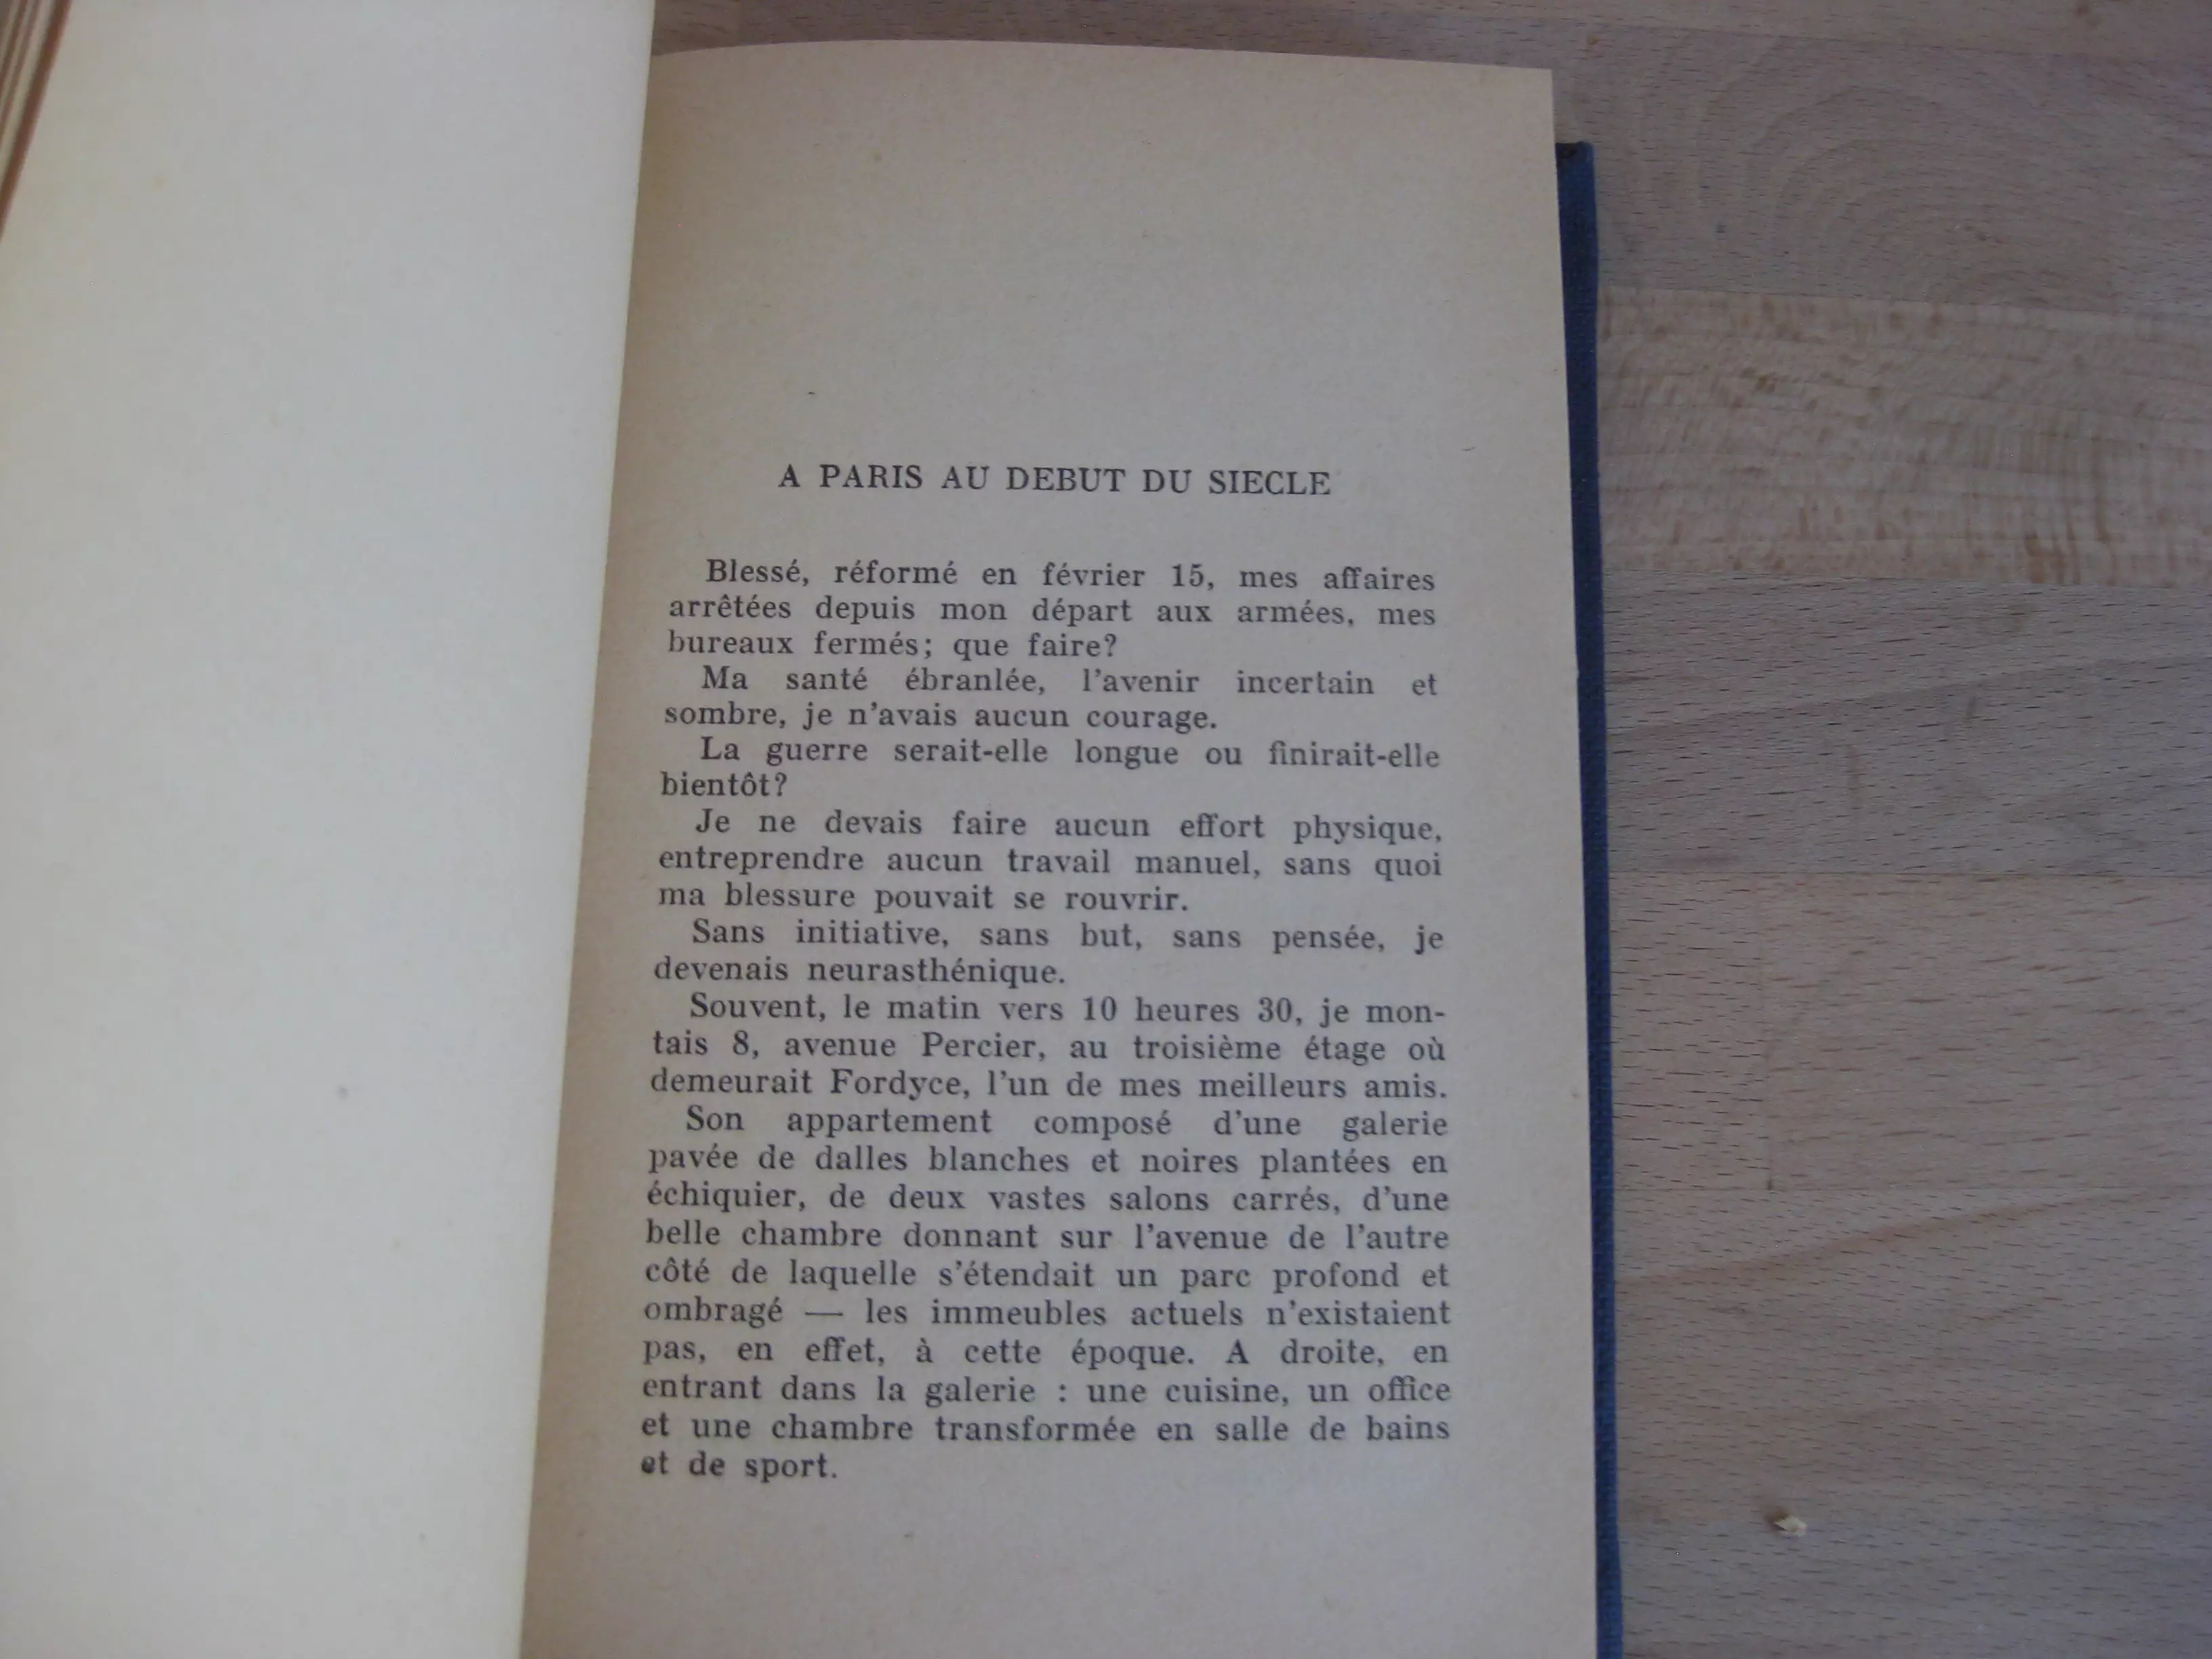 A PARIS AU DEBUT DU SIECLE
Blessé, réformé en février 15, mes affaires
arrêtées depuis mon départ aux armées, mes
bureaux fermés; que faire?
Ma santé ébranlée, l'avenir incertain et
sombre, je n'avais aucun courage.
La guerre serait-elle longue ou finirait-elle
bientôt?
Je ne devais faire aucun effort physique,
entreprendre aucun travail manuel, sans quoi
ma blessure pouvait se rouvrir.
Sans initiative, sans but, sans pensée, je
devenais neurasthénique.
Souvent, le matin vers 10 heures 30, je mon-
tais 8, avenue Percier, au troisième étage où
demeurait Fordyce, l'un de mes meilleurs amis.
Son appartement composé d'une galerie
pavée de dalles blanches et noires plantées en
échiquier, de deux vastes salons carrés, d'une
belle chambre donnant sur l'avenue de l'autre
côté de laquelle s'étendait un parc profond et
ombragé — les immeubles actuels n'existaient
pas, en effet, à cette époque. A droite, en
entrant dans la galerie : une cuisine, un office
et une chambre transformée en salle de bains
et de sport.